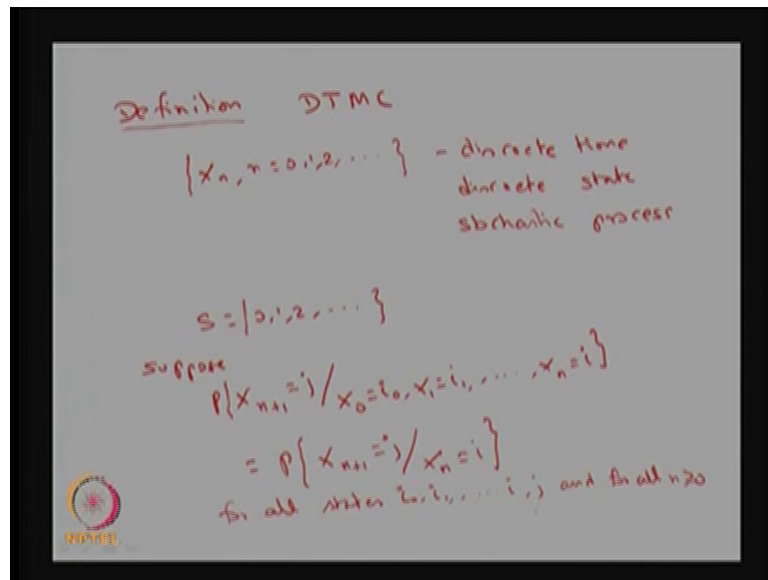 Definition DTMC
{Xn, n=0,1,2, ... } - discrete time
discrete state
stochastic process
S = {0,1,2, ... }
suppose
P{Xn+1=j / X0=i0, X1=i1, ..., Xn=i}
= P{Xn+1=j / Xn=i}
for all states i0, i1, ... i, j and for all n≥0
NPTEL